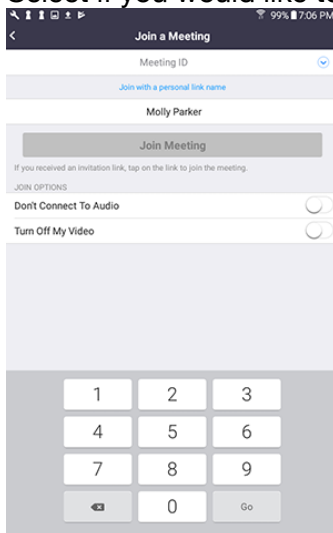 Select if you would like to
99% 7:06 PM
Join a Meeting
Meeting ID
Join with a personal link name
Molly Parker
Join Meeting
If you received an invitation link, tap on the link to join the meeting.
JOIN OPTIONS
Don't Connect To Audio
Turn Off My Video
1 2 3
4 5 6
7 8 9
0 Go